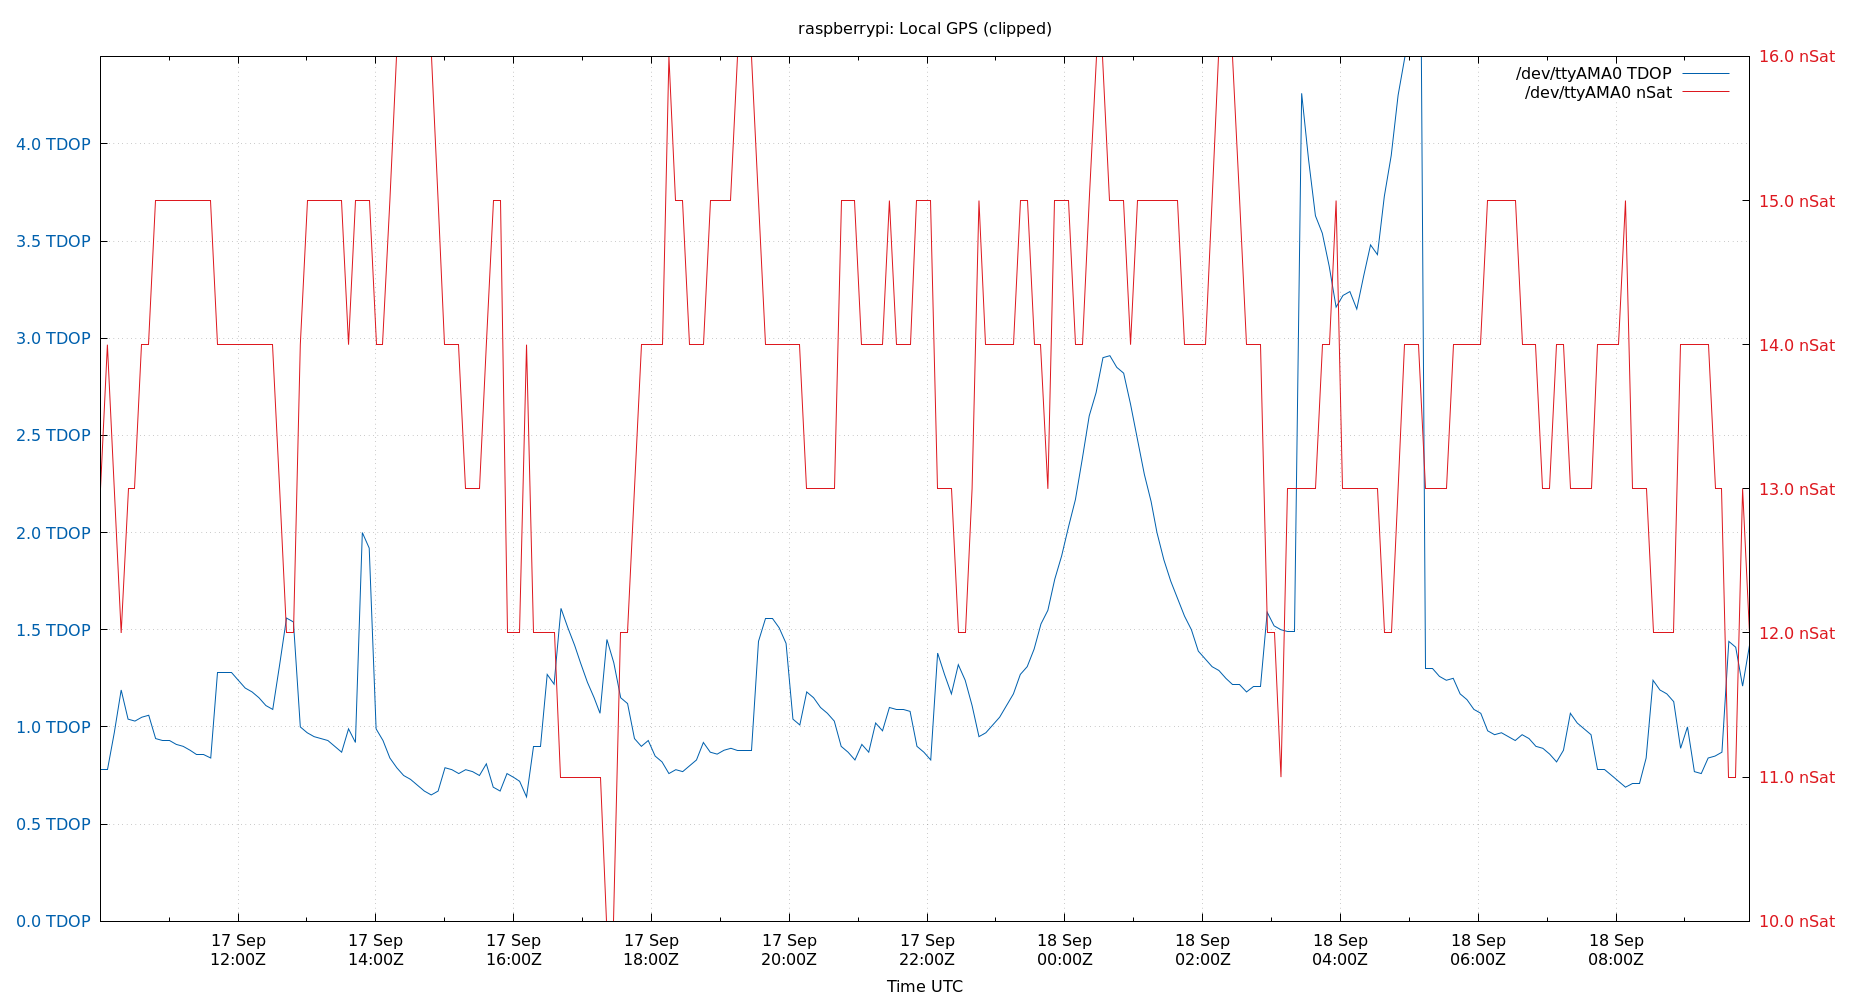 raspberrypi: Local GPS (clipped)
16.0 nSat
/dev/ttyAMA0 TDOP
/dev/ttyAMA0 nSat
4.0 TDOP
15.0 nSat
3.5 TDOP
3.0 TDOP
14.0 nSat
2.5 TDOP
13.0 nSat
2.0 TDOP
1.5 TDOP
12.0 nSat
1.0 TDOP
11.0 nSat
0.5 TDOP
0.0 TDOP
10.0 nSat
17 Sep
12:00Z
17 Sep
14:00Z
17 Sep
16:00Z
17 Sep
18:00Z
17 Sep
20:00Z
17 Sep
22:00Z
18 Sep
00:00Z
18 Sep
02:00Z
18 Sep
04:00Z
18 Sep
06:00Z
18 Sep
08:00Z
Time UTC